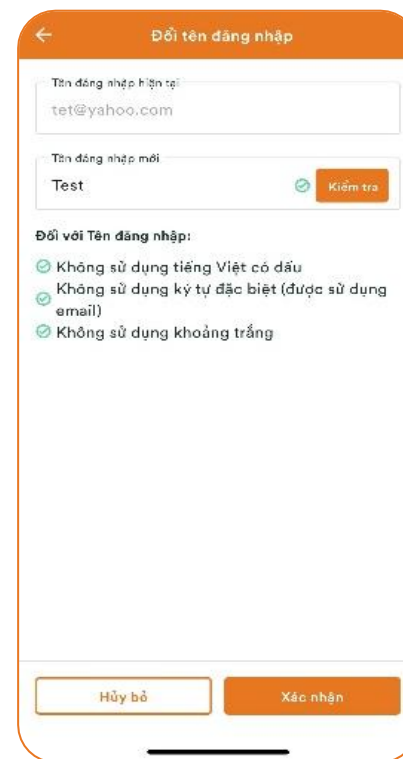 Đổi tên đăng nhập
Tên đăng nhập hiện tại
tet@yahoo.com
Tên đăng nhập mới
Test
Kiểm tra
Đối với Tên đăng nhập:
Không sử dụng tiếng Việt có dấu
Không sử dụng ký tự đặc biệt (được sử dụng
email)
Không sử dụng khoảng trắng
Hủy bỏ
Xác nhận